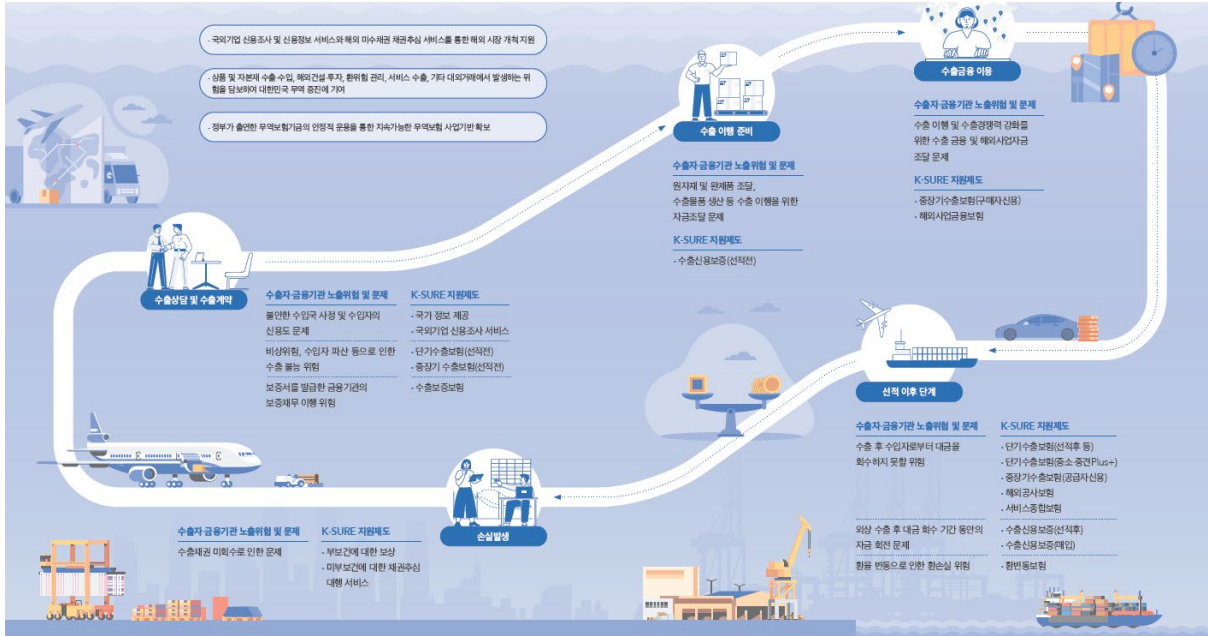 · 국외기업 신용조사 및 신용정보 서비스와 해외 미수채권 채권추심 서비스를 통한 해외 시장 개척 지원
· 상품 및 자본재 수출 수입, 해외건설·투자, 환위험 관리, 서비스 수출, 기타 대외거래에서 발생하는 위
험을 담보하여 대한민국 무역 증진에 기여
· 정부가 출연한 무역보험기금의 안정적 운용을 통한 지속가능한 무역보험 사업기반 확보
수출상담 및 수출계약
수출자·금융기관 노출위험 및 문제
불안한 수입국 사정 및 수입자의
신용도 문제
비상위험, 수입자 파산 등으로 인한
수출 불능 위험
보증서를 발급한 금융기관의
보증채무 이행 위험
K-SURE 지원제도
· 국가 정보 제공
· 국외기업 신용조사 서비스
· 단기수출보험(선적전)
· 중장기 수출보험(선적전)
· 수출보증보험
수출 이행 준비
수출자·금융기관 노출위험 및 문제
원자재 및 완제품 조달,
수출물품 생산 등 수출 이행을 위한
자금조달 문제
K-SURE 지원제도
· 수출신용보증(선적전)
수출금융 이용
수출자·금융기관 노출위험 및 문제
수출 이행 및 수출경쟁력 강화를
위한 수출 금융 및 해외사업자금
조달 문제
K-SURE 지원제도
· 중장기수출보험(구매자신용)
· 해외사업금융보험
선적 이후 단계
수출자·금융기관 노출위험 및 문제
수출 후 수입자로부터 대금을
회수하지 못할 위험
외상 수출 후 대금 회수 기간 동안의
자금 회전 문제
환율 변동으로 인한 환손실 위험
K-SURE 지원제도
· 단기수출보험(선적후 등)
· 단기수출보험(중소·중견Plus+)
· 중장기수출보험(공급자신용)
· 해외공사보험
· 서비스종합보험
· 수출신용보증(선적후)
· 수출신용보증(매입)
· 환변동보험
손실발생
수출자·금융기관 노출위험 및 문제
수출채권 미회수로 인한 문제
K-SURE 지원제도
· 부보건에 대한 보상
· 미부보건에 대한 채권추심
대행 서비스